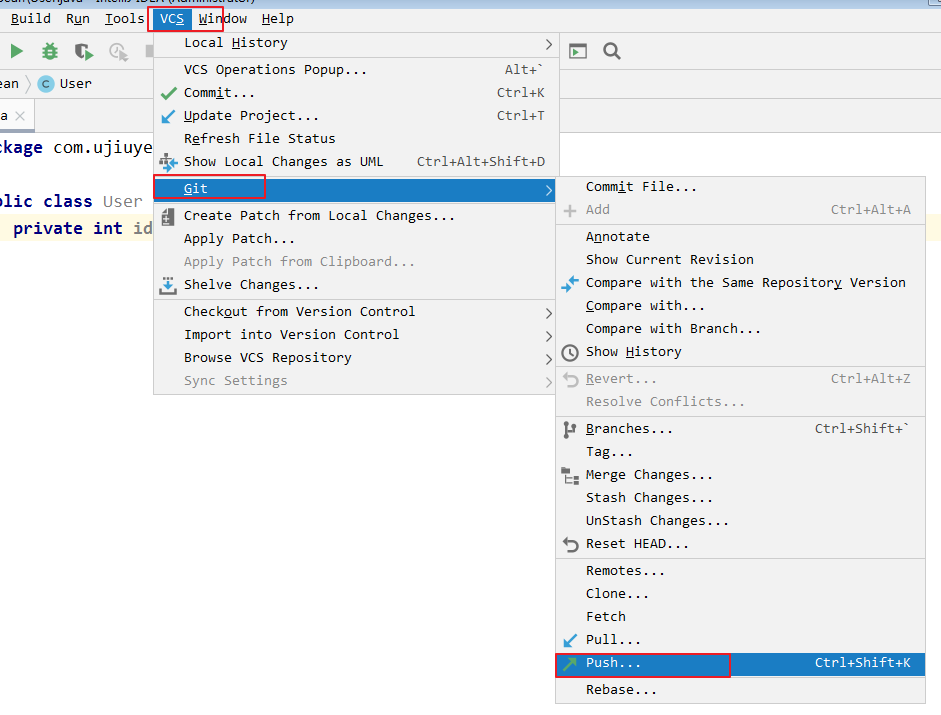 Build Run Tools VCS Window Help
Local History
VCS Operations Popup... Alt+`
Commit... Ctrl+K
Update Project... Ctrl+T
Refresh File Status
Show Local Changes as UML Ctrl+Alt+Shift+D
Git
Create Patch from Local Changes...
Apply Patch...
Apply Patch from Clipboard...
Shelve Changes...
Checkout from Version Control
Import into Version Control
Browse VCS Repository
Sync Settings
ean C User
a
kage com.ujiuye
lic class User
private int id
Commit File...
Add Ctrl+Alt+A
Annotate
Show Current Revision
Compare with the Same Repository Version
Compare with...
Compare with Branch...
Show History
Revert... Ctrl+Alt+Z
Resolve Conflicts...
Branches... Ctrl+Shift+`
Tag...
Merge Changes...
Stash Changes...
UnStash Changes...
Reset HEAD...
Remotes...
Clone...
Fetch
Pull...
Push... Ctrl+Shift+K
Rebase...